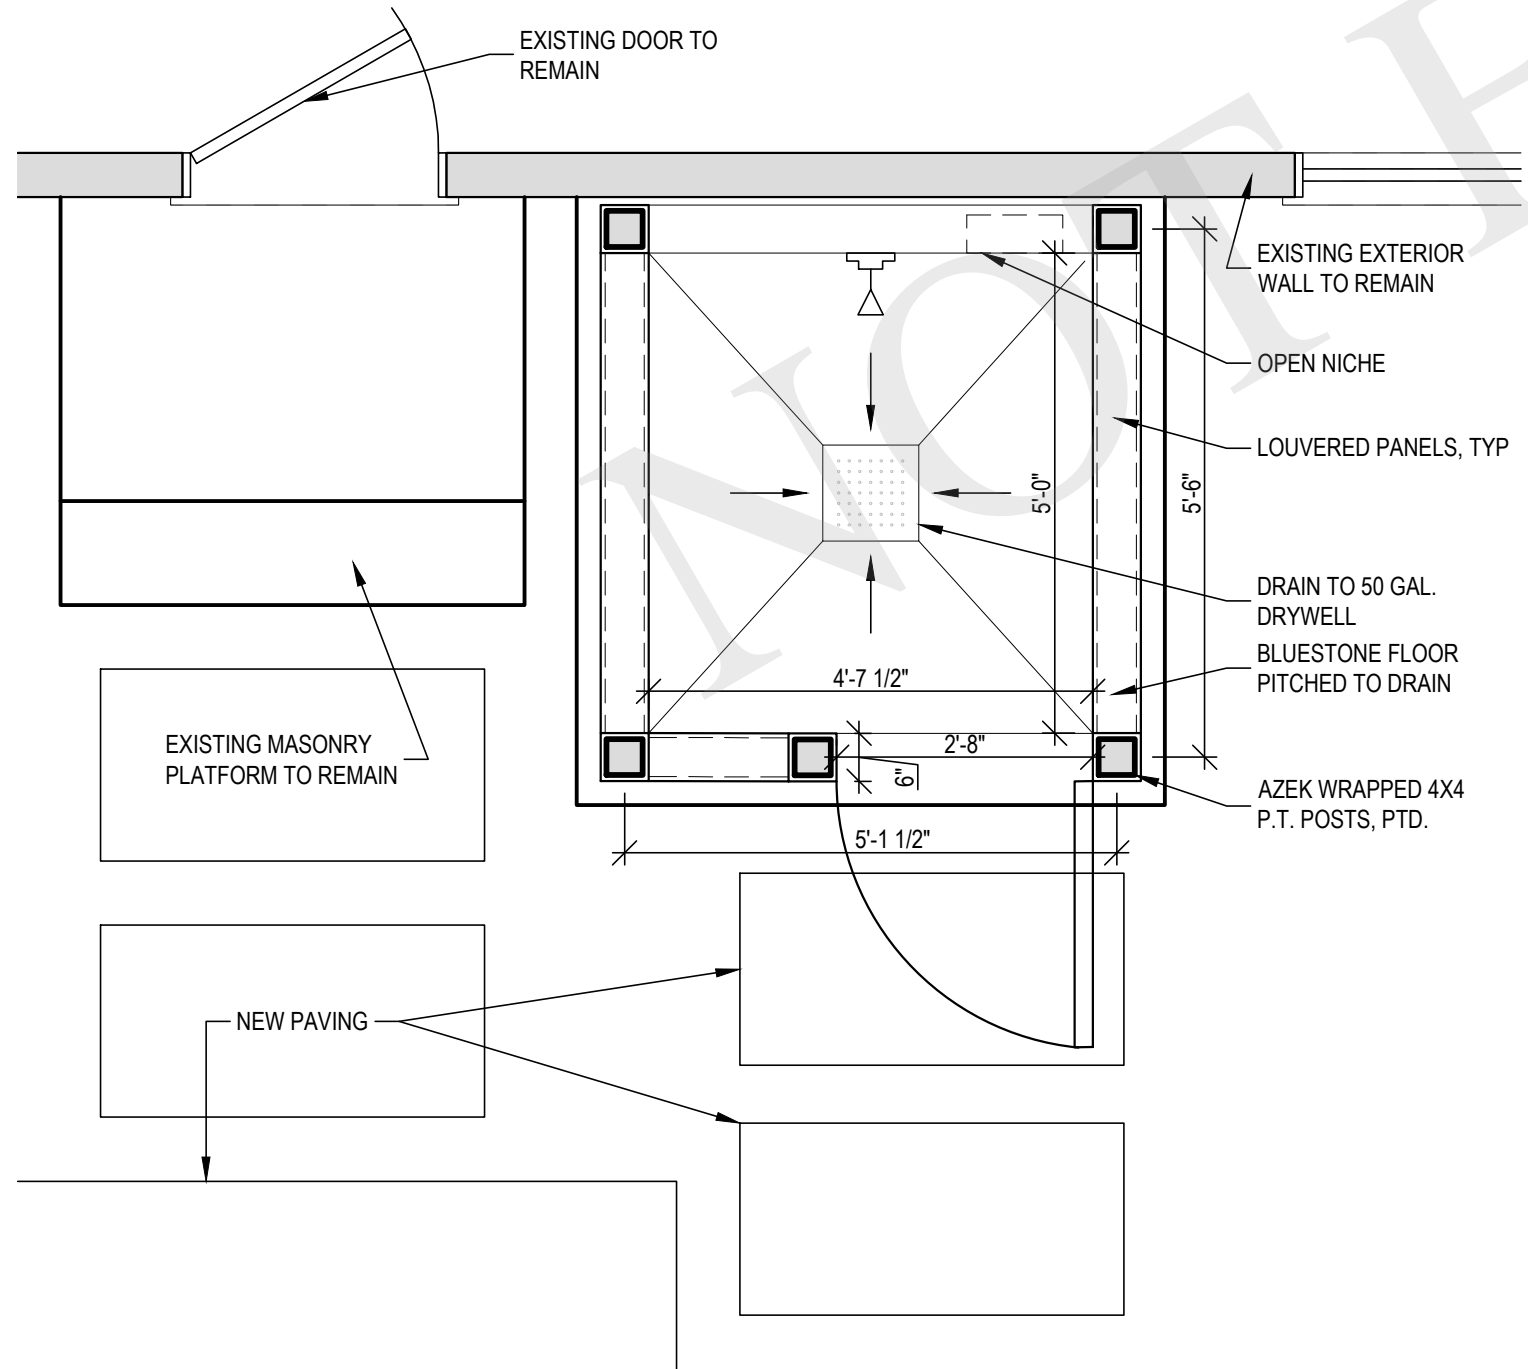 EXISTING DOOR TO
REMAIN
EXISTING EXTERIOR
WALL TO REMAIN
OPEN NICHE
LOUVERED PANELS, TYP
5'-0"
5'-6"
DRAIN TO 50 GAL.
DRYWELL
BLUESTONE FLOOR
PITCHED TO DRAIN
4'-7 1/2"
EXISTING MASONRY
PLATFORM TO REMAIN
2'-8"
6"
AZEK WRAPPED 4X4
P.T. POSTS, PTD.
5'-1 1/2"
NEW PAVING
NOT